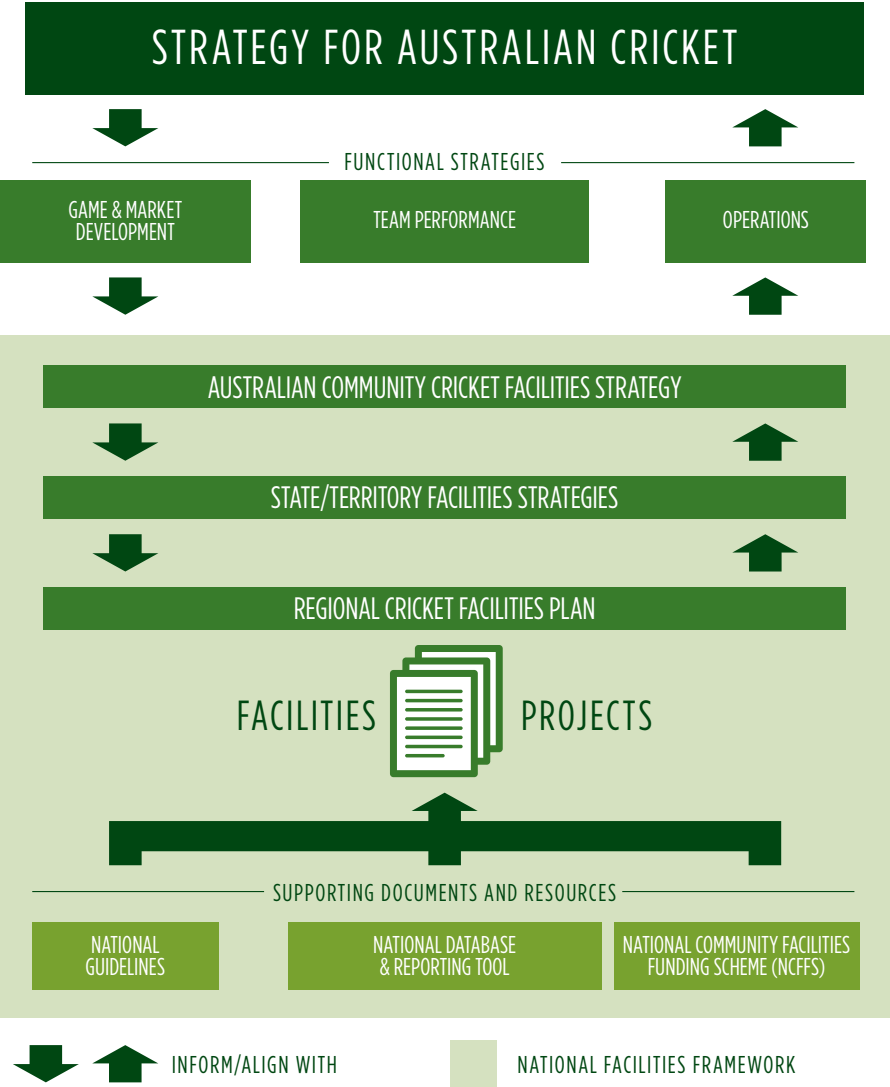 STRATEGY FOR AUSTRALIAN CRICKET
FUNCTIONAL STRATEGIES
GAME & MARKET
DEVELOPMENT
TEAM PERFORMANCE
OPERATIONS
AUSTRALIAN COMMUNITY CRICKET FACILITIES STRATEGY
STATE/TERRITORY FACILITIES STRATEGIES
REGIONAL CRICKET FACILITIES PLAN
FACILITIES PROJECTS
SUPPORTING DOCUMENTS AND RESOURCES
NATIONAL
GUIDELINES
NATIONAL DATABASE
& REPORTING TOOL
NATIONAL COMMUNITY FACILITIES
FUNDING SCHEME (NCFFS)
INFORM/ALIGN WITH
NATIONAL FACILITIES FRAMEWORK